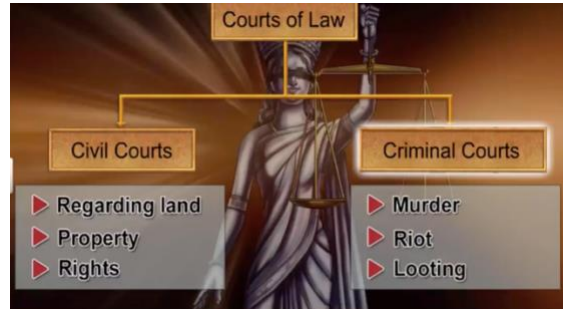 Courts of Law
Civil Courts
Regarding land
Property
Rights
Criminal Courts
Murder
Riot
Looting